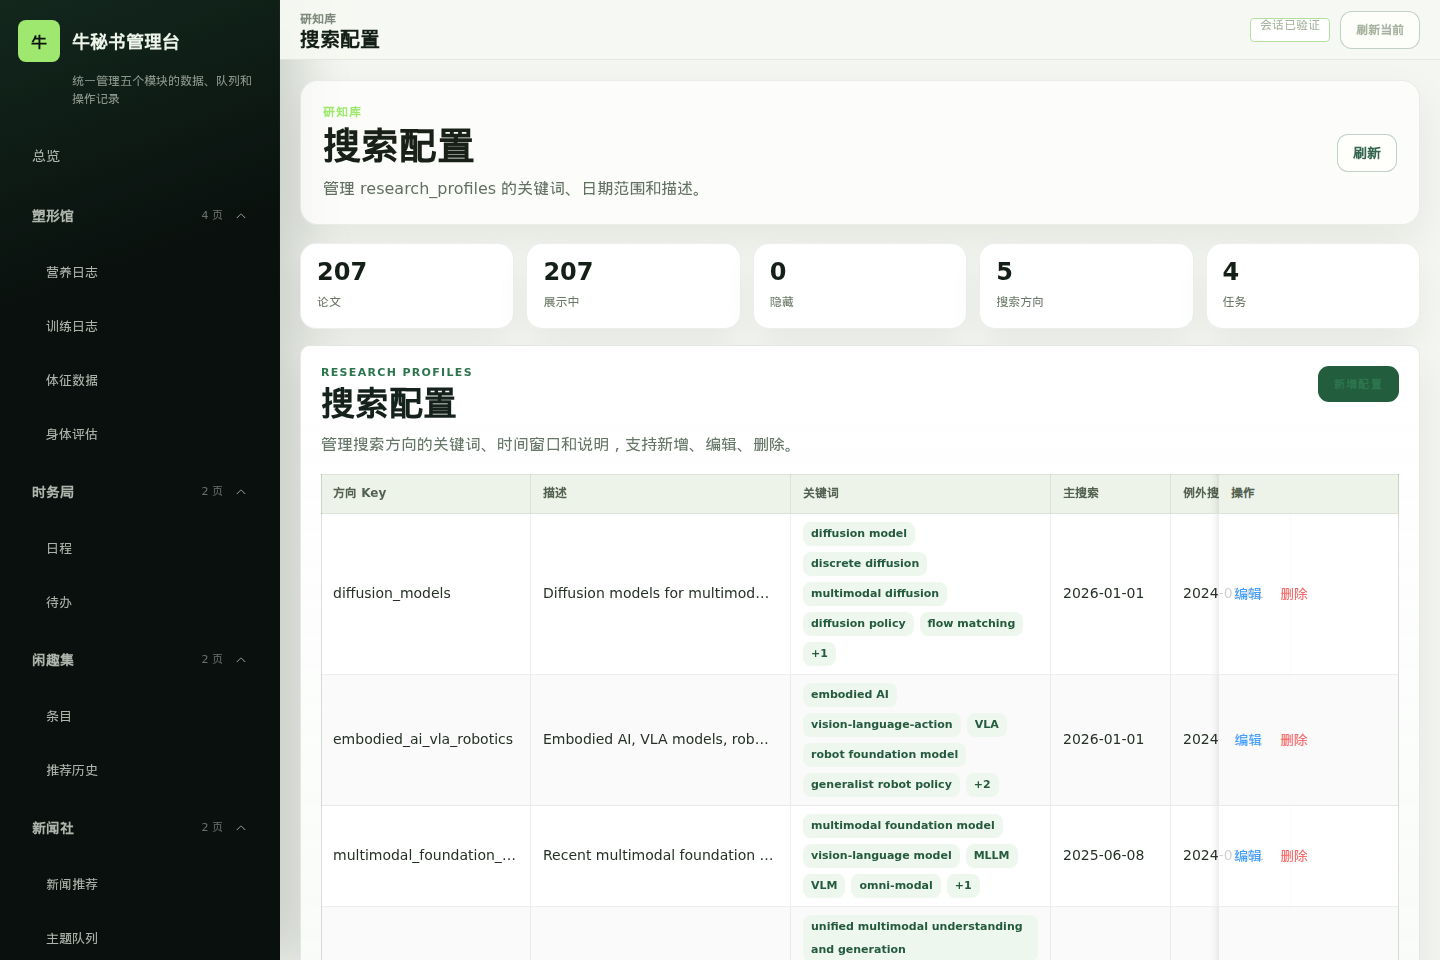 牛
牛秘书管理台
统一管理五个模块的数据、队列和
操作记录
总览
塑形馆
4 页
营养日志
训练日志
体征数据
身体评估
时务局
2 页
日程
待办
闲趣集
2 页
条目
推荐历史
新闻社
2 页
新闻推荐
主题队列
研知库
搜索配置
会话已验证
刷新当前
研知库
搜索配置
管理 research_profiles 的关键词、日期范围和描述。
刷新
207
论文
207
展示中
0
隐藏
5
搜索方向
4
任务
RESEARCH PROFILES
搜索配置
管理搜索方向的关键词、时间窗口和说明，支持新增、编辑、删除。
新增配置
方向 Key
描述
关键词
主搜索
例外搜
操作
diffusion_models
Diffusion models for multimod...
diffusion model
discrete diffusion
multimodal diffusion
diffusion policy
flow matching
+1
2026-01-01
2024-0
编辑
删除
embodied_ai_vla_robotics
Embodied AI, VLA models, rob...
embodied AI
vision-language-action
VLA
robot foundation model
generalist robot policy
+2
2026-01-01
2024
编辑
删除
multimodal_foundation_...
Recent multimodal foundation ...
multimodal foundation model
vision-language model
MLLM
VLM
omni-modal
+1
2025-06-08
2024-0
编辑
删除
unified multimodal understanding
and generation